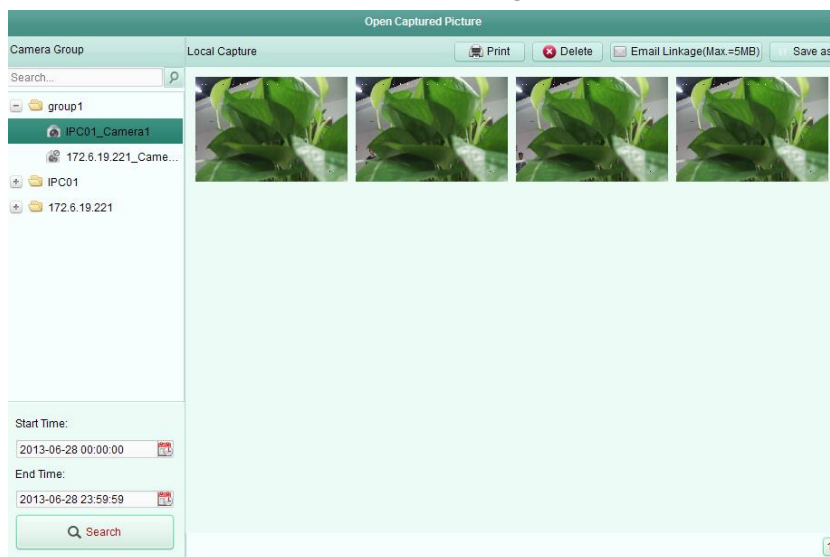 Open Captured Picture
Camera Group
Local Capture
Print
Delete
Email Linkage(Max.=5MB)
Save as
Search...
group1
IPC01_Camera1
172.6.19.221_Came...
IPC01
172.6.19.221
Start Time:
2013-06-28 00:00:00
End Time:
2013-06-28 23:59:59
Search